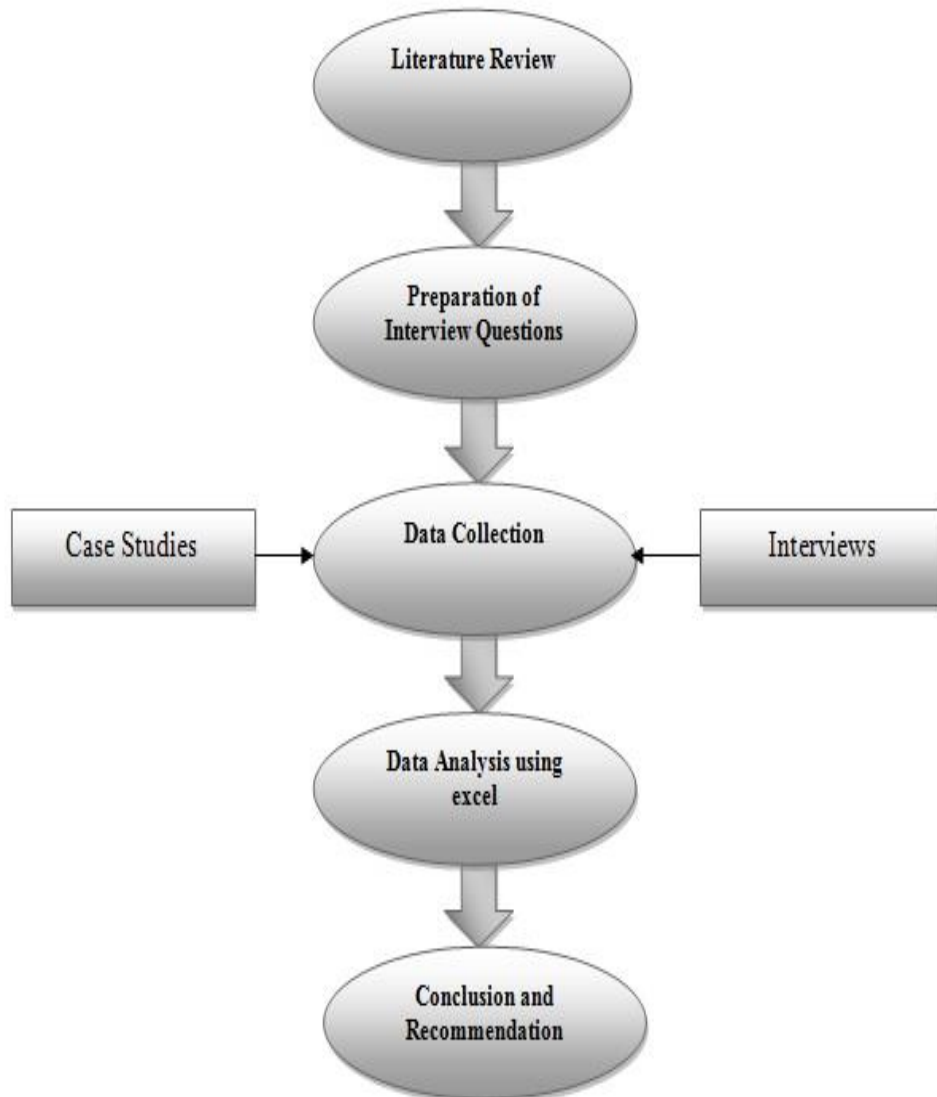 Literature Review
Preparation of
Interview Questions
Case Studies
Data Collection
Interviews
Data Analysis using
excel
Conclusion and
Recommendation